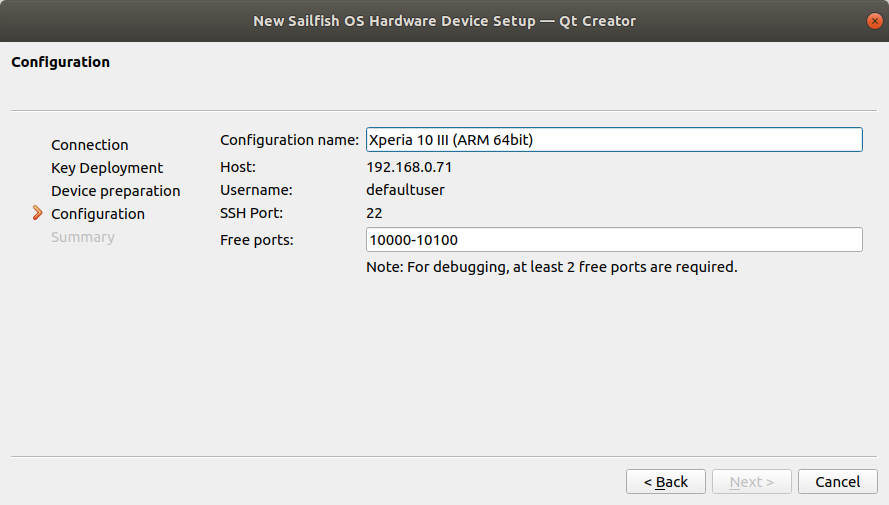 New Sailfish OS Hardware Device Setup — Qt Creator
Configuration
Connection
Key Deployment
Device preparation
Configuration
Summary
Configuration name: Xperia 10 III (ARM 64bit)
Host: 192.168.0.71
Username: defaultuser
SSH Port: 22
Free ports: 10000-10100
Note: For debugging, at least 2 free ports are required.
< Back Next > Cancel